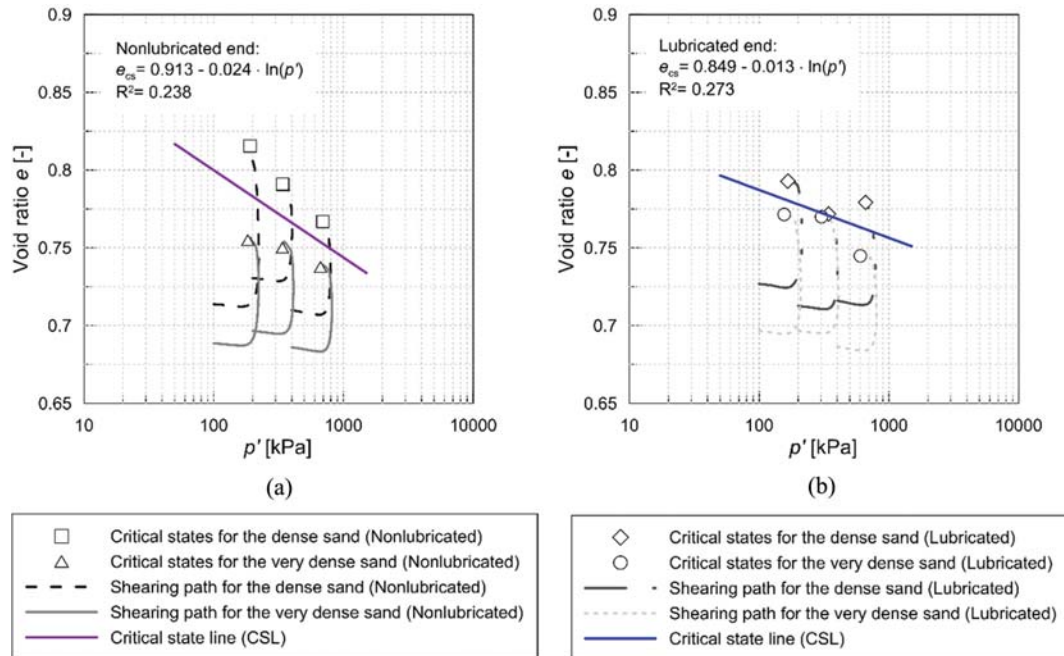 0.9
0.85
0.8
0.75
0.7
0.65
Void ratio e [-]
Nonlubricated end:
e_cs = 0.913 - 0.024 · ln(p')
R² = 0.238
10 100 1000 10000
p' [kPa]
(a)
0.9
0.85
0.8
0.75
0.7
0.65
Void ratio e [-]
Lubricated end:
e_cs = 0.849 - 0.013 · ln(p')
R² = 0.273
10 100 1000 10000
p' [kPa]
(b)
Critical states for the dense sand (Nonlubricated)
Critical states for the very dense sand (Nonlubricated)
Shearing path for the dense sand (Nonlubricated)
Shearing path for the very dense sand (Nonlubricated)
Critical state line (CSL)
Critical states for the dense sand (Lubricated)
Critical states for the very dense sand (Lubricated)
Shearing path for the dense sand (Lubricated)
Shearing path for the very dense sand (Lubricated)
Critical state line (CSL)